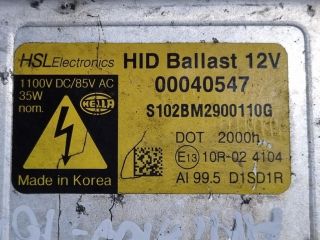 HSLElectronics HID Ballast 12V
1100V DC/85V AC 00040547
35W
nom.
HELLA
S102BM2900110G
DOT 2000h
E13 10R-02 4104
AI 99.5 D1SD1R
Made in Korea